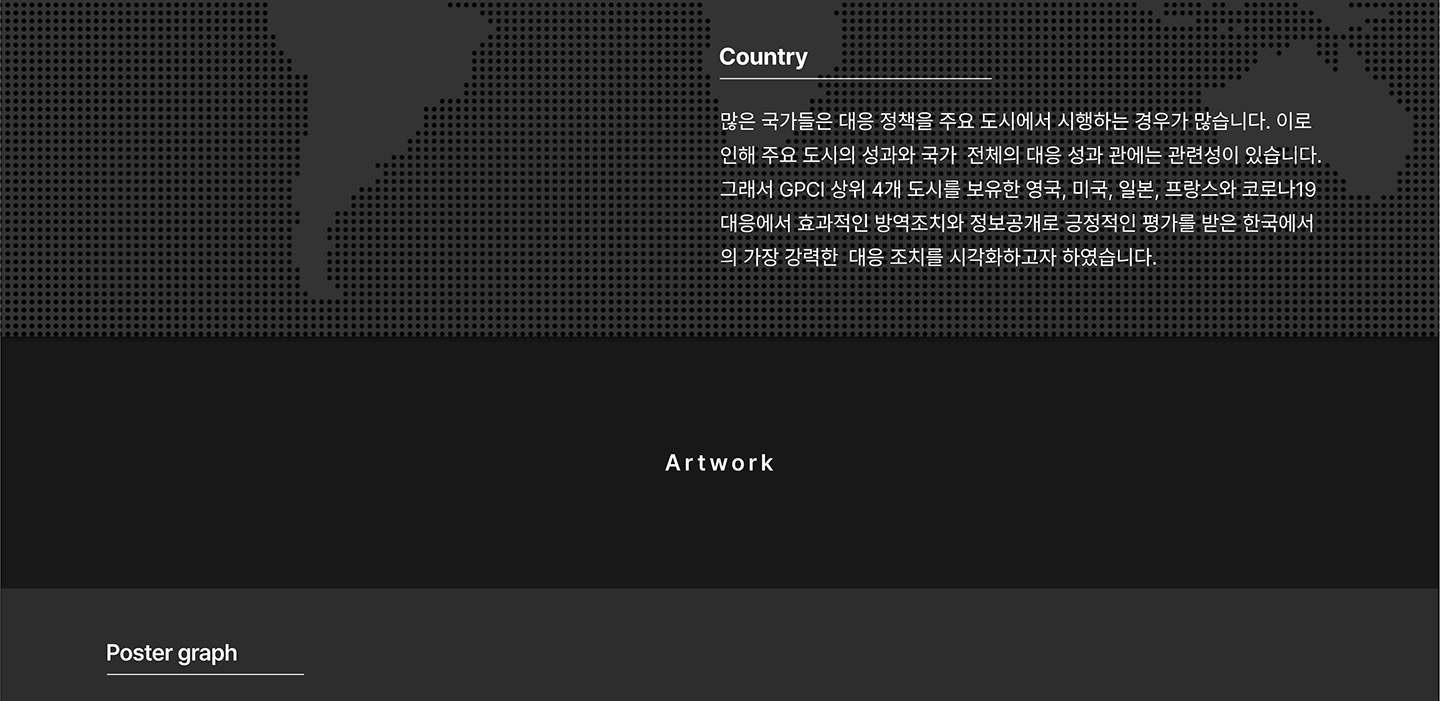 Country
많은 국가들은 대응 정책을 주요 도시에서 시행하는 경우가 많습니다. 이로
인해 주요 도시의 성과와 국가  전체의 대응 성과 관에는 관련성이 있습니다.
그래서 GPCI 상위 4개 도시를 보유한 영국, 미국, 일본, 프랑스와 코로나19
대응에서 효과적인 방역조치와 정보공개로 긍정적인 평가를 받은 한국에서
의 가장 강력한  대응 조치를 시각화하고자 하였습니다.
Artwork
Poster graph